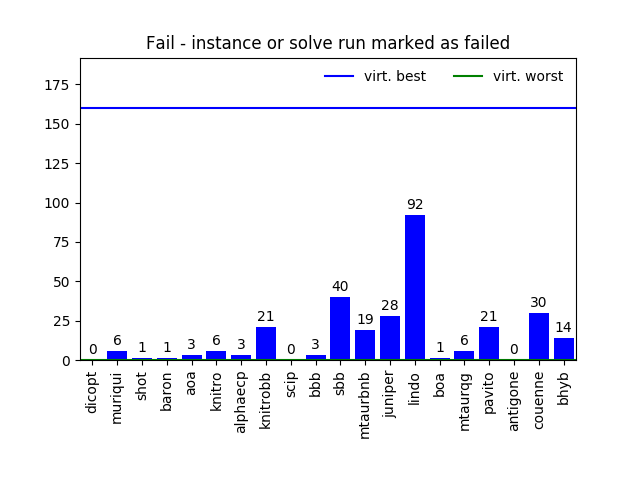 Fail - instance or solve run marked as failed
virt. best
virt. worst
175
150
125
100
75
50
25
0
0
6
1
1
3
6
3
21
0
3
40
19
28
92
1
6
21
0
30
14
dicopt
muriqui
shot
baron
aoa
knitro
alphaecp
knitrobb
scip
bbb
sbb
mtaurbnb
juniper
lindo
boa
mtaurqg
pavito
antigone
couenne
bhyb